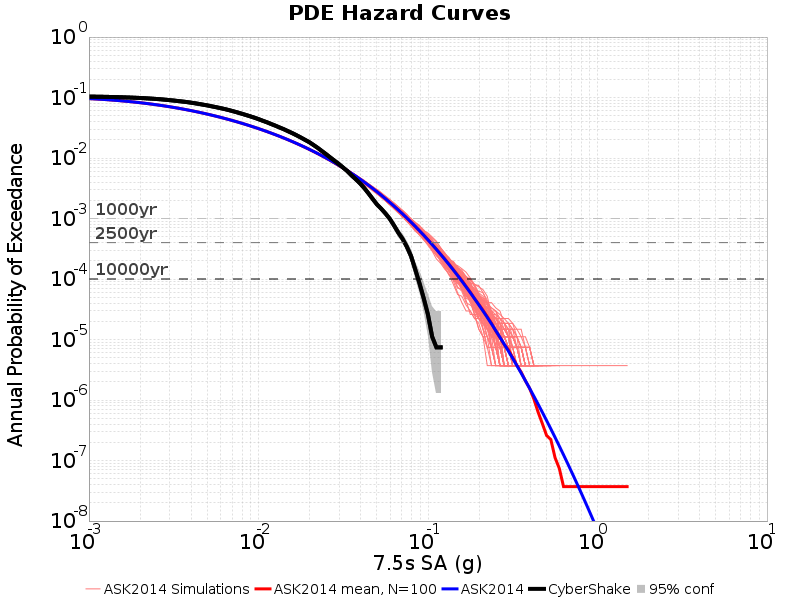 PDE Hazard Curves
Annual Probability of Exceedance
10^0
10^-1
10^-2
10^-3
10^-4
10^-5
10^-6
10^-7
10^-8
1000yr
2500yr
10000yr
10^-3 10^-2 10^-1 10^0 10^1
7.5s SA (g)
ASK2014 Simulations ASK2014 mean, N=100 ASK2014 CyberShake 95% conf